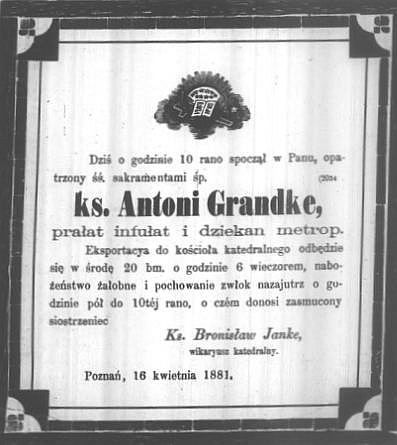 Dziś o godzinie 10 rano spoczął w Panu, opa-
trzony śś. sakramentami śp. (2034
ks. Antoni Grandke,
prałat infułat i dziekan metrop.
Eksportacya do kościoła katedralnego odbędzie
się w środę 20 bm. o godzinie 6 wieczorem, nabo-
żeństwo żałobne i pochowanie zwłok nazajutrz o go-
dzinie pół do 10téj rano, o czém donosi zasmucony
siostrzeniec
Ks. Bronisław Janke,
wikaryusz katedralny.
Poznań, 16 kwietnia 1881.